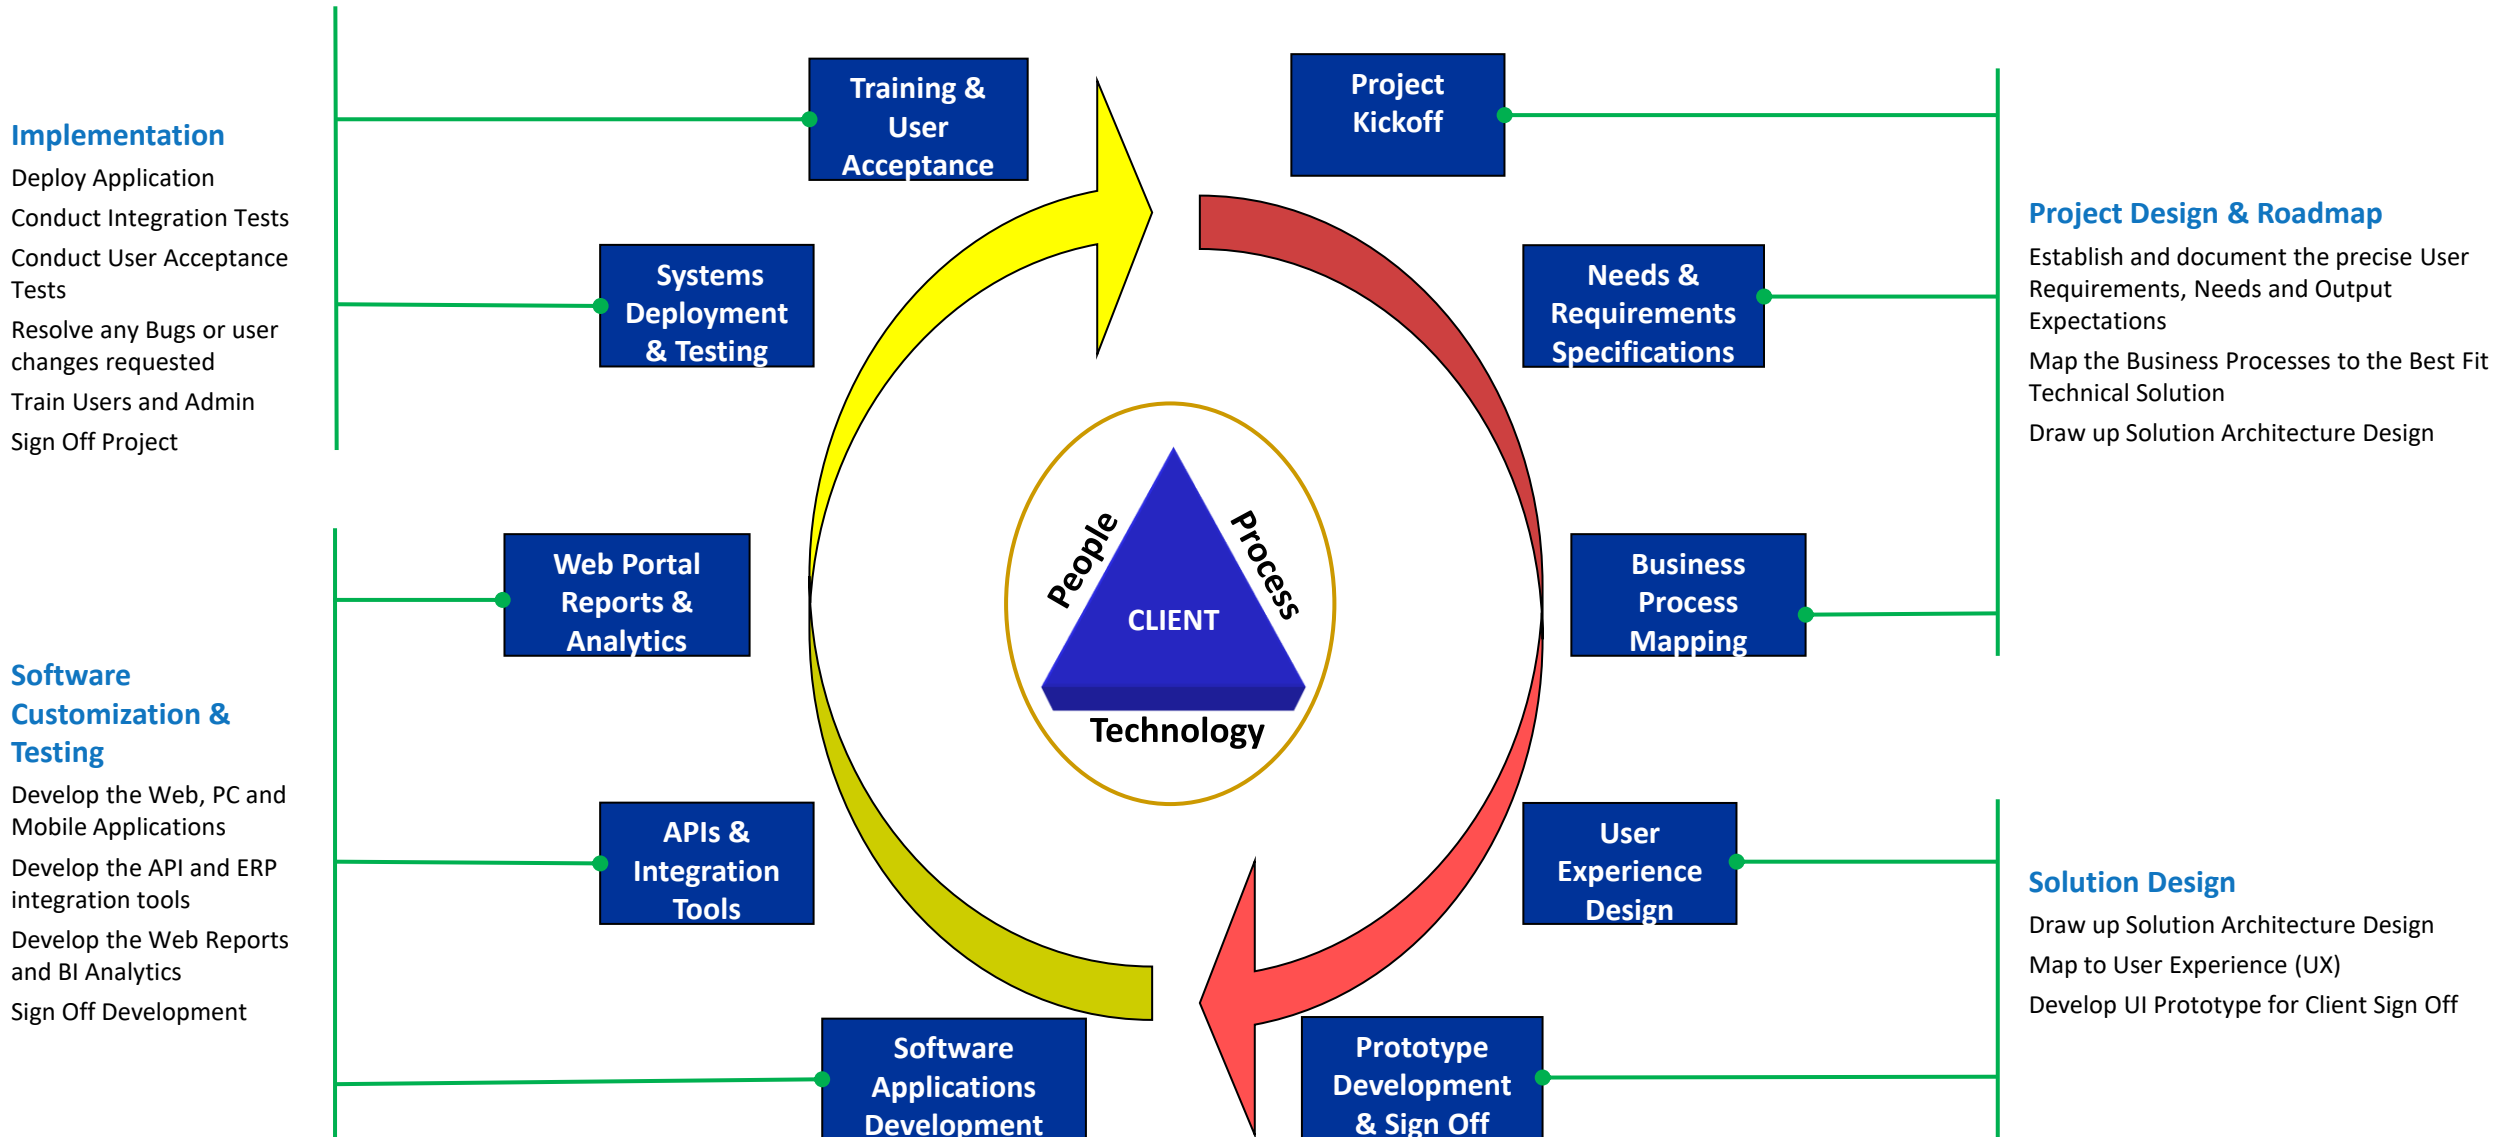 Training &
User
Acceptance
Project
Kickoff
Implementation
Deploy Application
Conduct Integration Tests
Conduct User Acceptance
Tests
Resolve any Bugs or user
changes requested
Train Users and Admin
Sign Off Project
Systems
Deployment
& Testing
Needs &
Requirements
Specifications
Project Design & Roadmap
Establish and document the precise User
Requirements, Needs and Output
Expectations
Map the Business Processes to the Best Fit
Technical Solution
Draw up Solution Architecture Design
Web Portal
Reports &
Analytics
People
Process
CLIENT
Technology
Business
Process
Mapping
Software
Customization &
Testing
Develop the Web, PC and
Mobile Applications
Develop the API and ERP
integration tools
Develop the Web Reports
and BI Analytics
Sign Off Development
APIs &
Integration
Tools
User
Experience
Design
Solution Design
Draw up Solution Architecture Design
Map to User Experience (UX)
Develop UI Prototype for Client Sign Off
Software
Applications
Development
Prototype
Development
& Sign Off